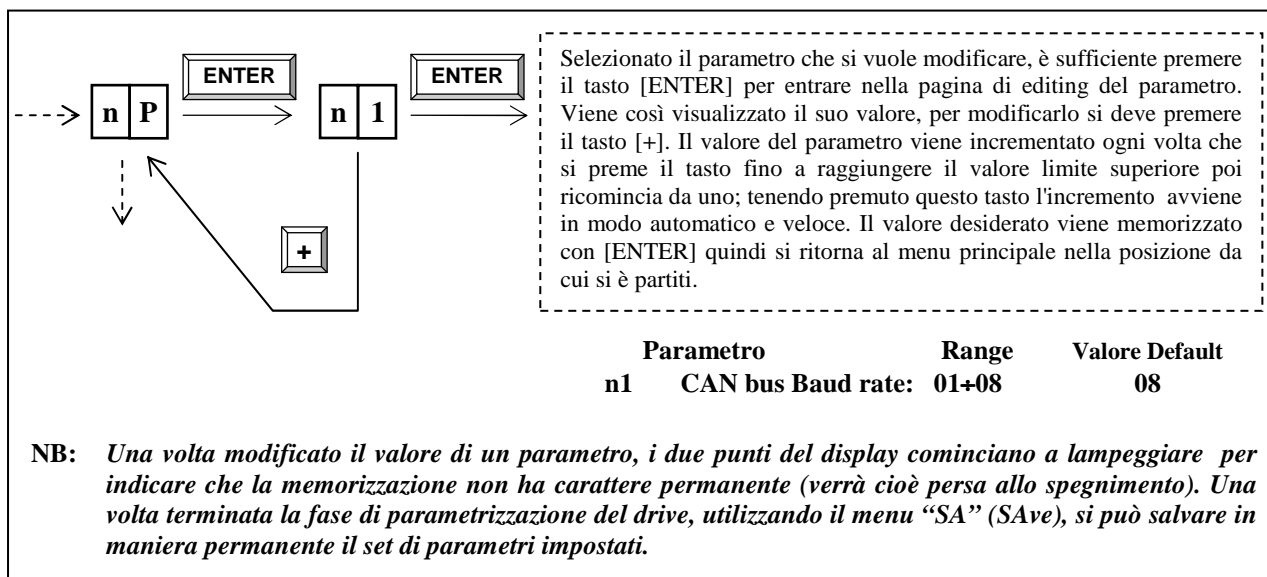 n P
ENTER
n 1
ENTER
+
Selezionato il parametro che si vuole modificare, è sufficiente premere
il tasto [ENTER] per entrare nella pagina di editing del parametro.
Viene così visualizzato il suo valore, per modificarlo si deve premere
il tasto [+]. Il valore del parametro viene incrementato ogni volta che
si preme il tasto fino a raggiungere il valore limite superiore poi
ricomincia da uno; tenendo premuto questo tasto l'incremento avviene
in modo automatico e veloce. Il valore desiderato viene memorizzato
con [ENTER] quindi si ritorna al menu principale nella posizione da
cui si è partiti.
Parametro Range Valore Default
n1 CAN bus Baud rate: 01÷08 08
NB: Una volta modificato il valore di un parametro, i due punti del display cominciano a lampeggiare per
indicare che la memorizzazione non ha carattere permanente (verrà cioè persa allo spegnimento). Una
volta terminata la fase di parametrizzazione del drive, utilizzando il menu “SA” (SAve), si può salvare in
maniera permanente il set di parametri impostati.